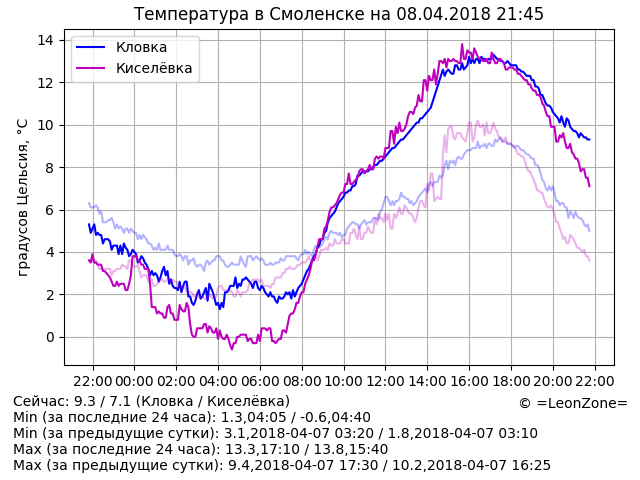 Температура в Смоленске на 08.04.2018 21:45
Кловка
Киселёвка
градусов Цельсия, °C
14
12
10
8
6
4
2
0
22:00 00:00 02:00 04:00 06:00 08:00 10:00 12:00 14:00 16:00 18:00 20:00 22:00
Сейчас: 9.3 / 7.1 (Кловка / Киселёвка)
© =LeonZone=
Min (за последние 24 часа): 1.3,04:05 / -0.6,04:40
Min (за предыдущие сутки): 3.1,2018-04-07 03:20 / 1.8,2018-04-07 03:10
Max (за последние 24 часа): 13.3,17:10 / 13.8,15:40
Max (за предыдущие сутки): 9.4,2018-04-07 17:30 / 10.2,2018-04-07 16:25